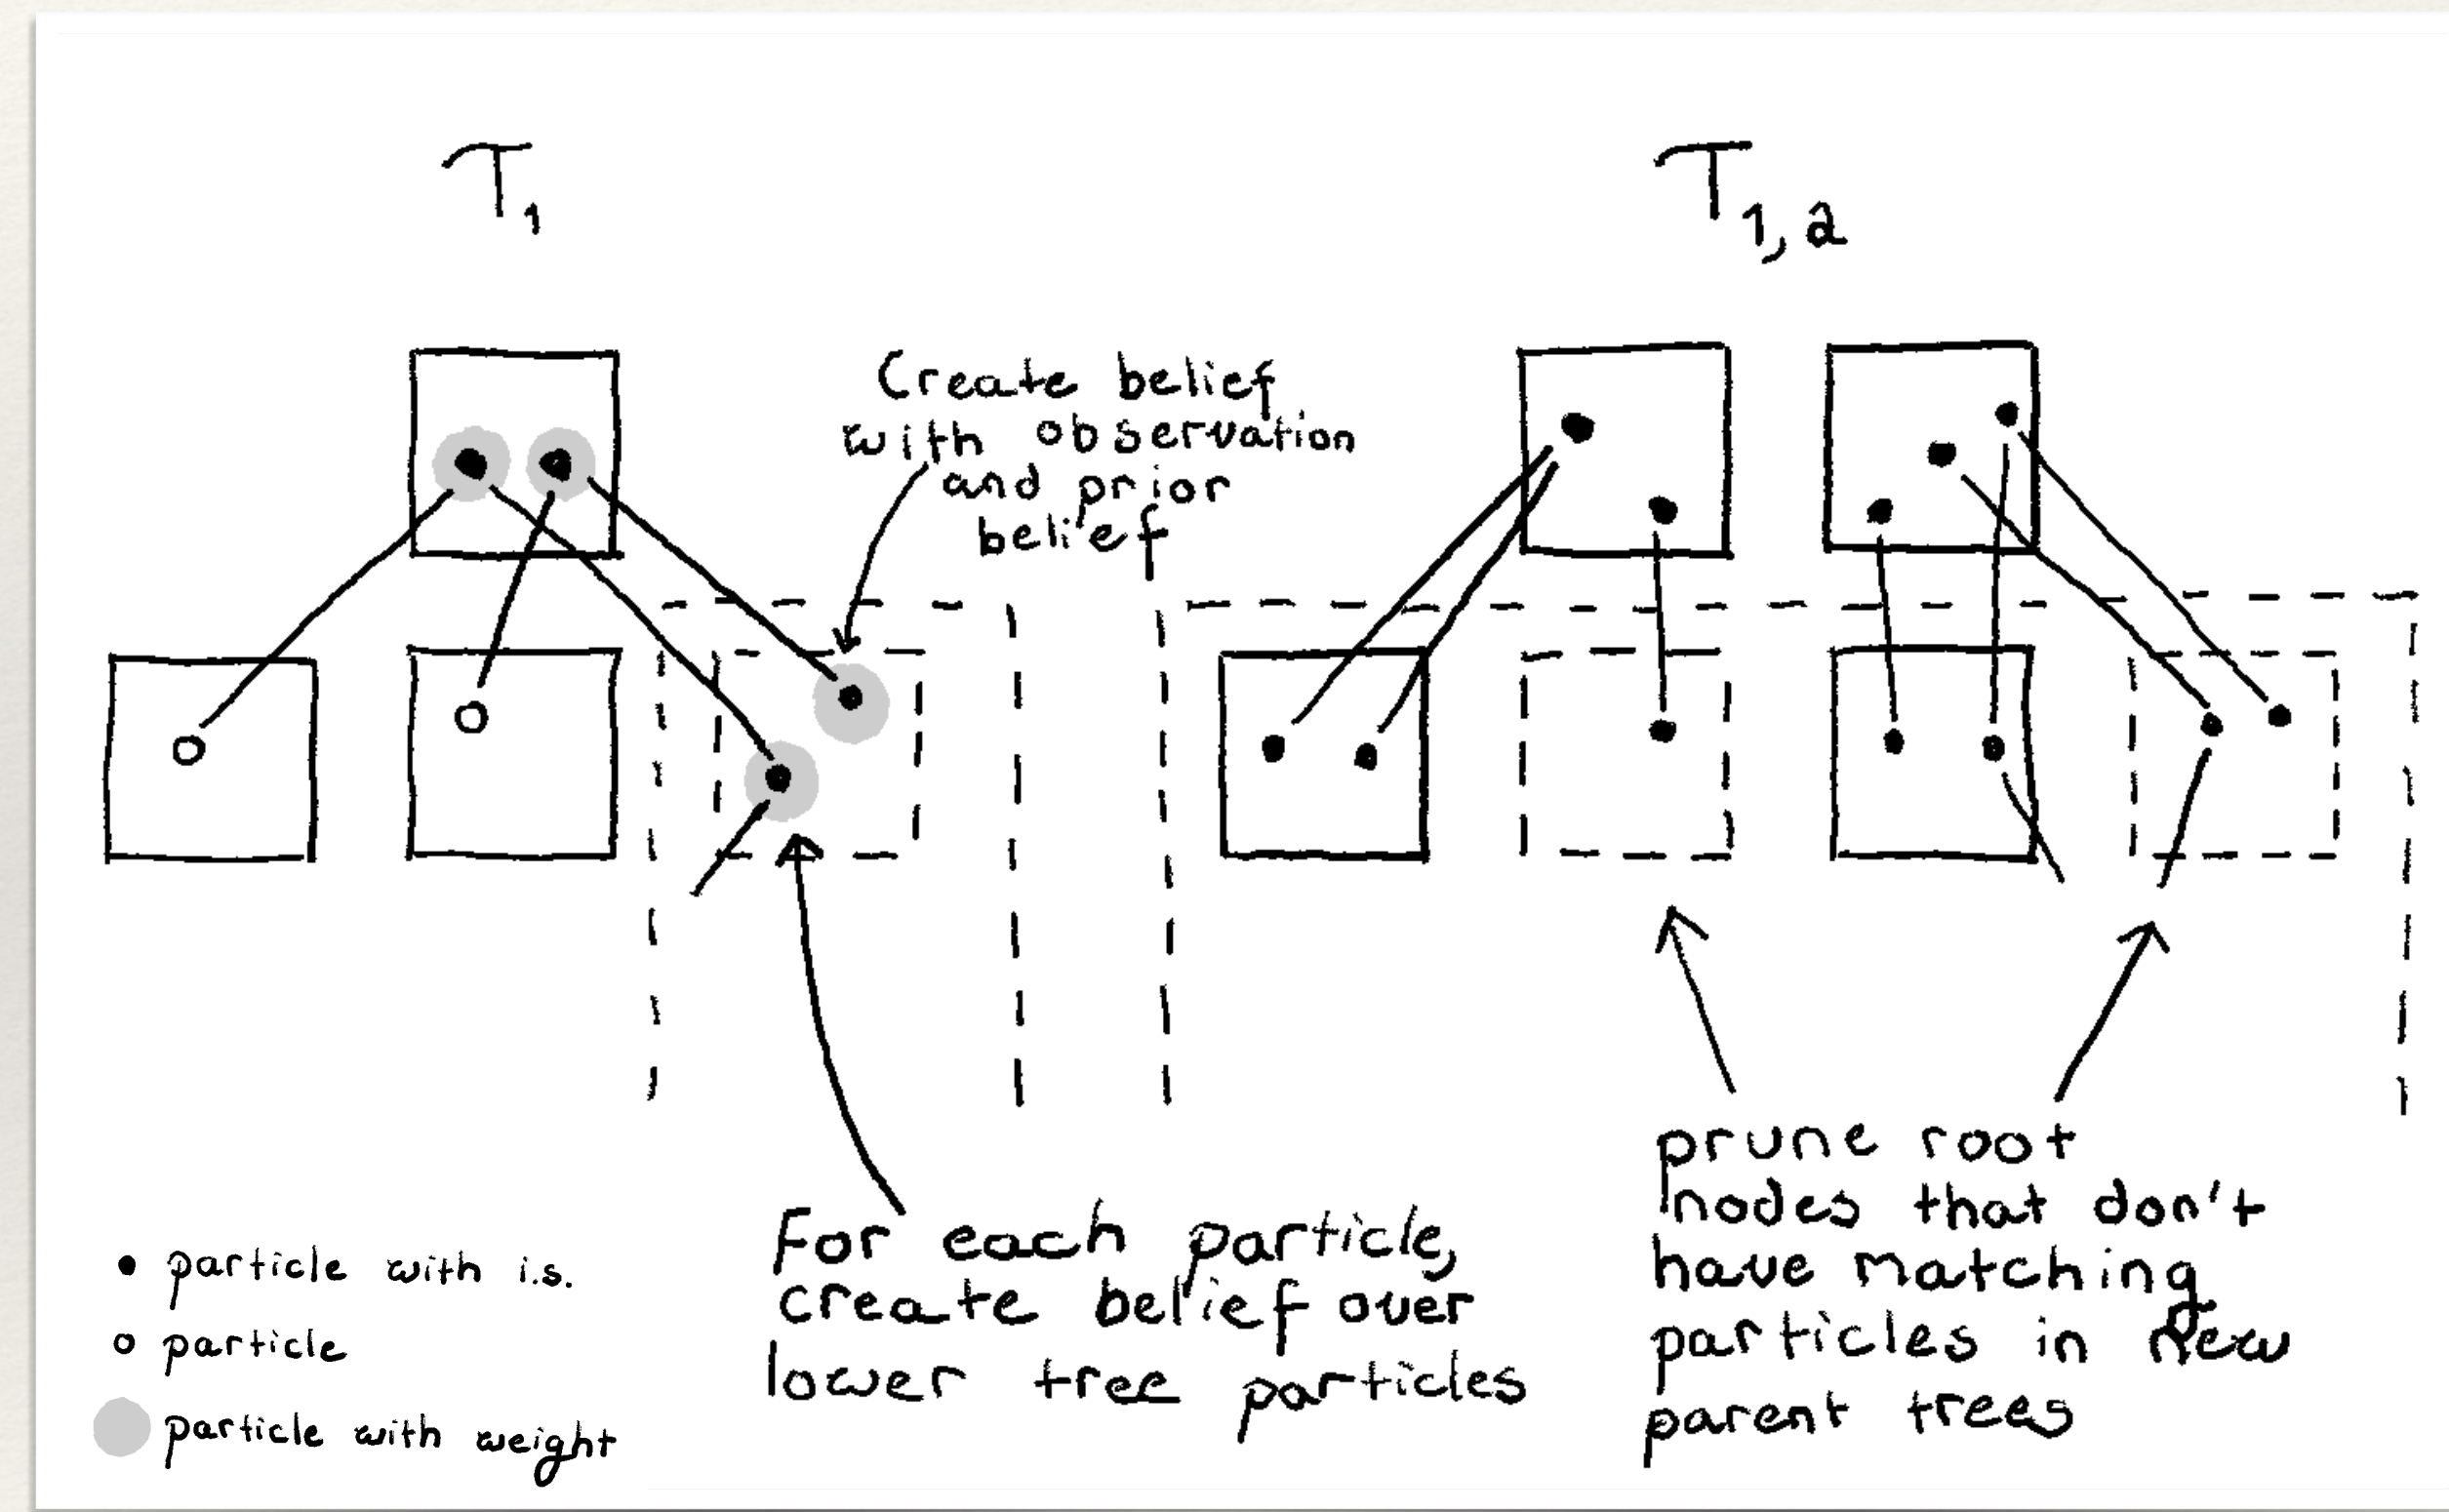 T1
T1,2
Create belief
with observation
and prior
belief
For each particle,
create belief over
lower tree particles
prune root
nodes that don't
have matching
particles in new
parent trees
particle with i.s.
particle
particle with weight